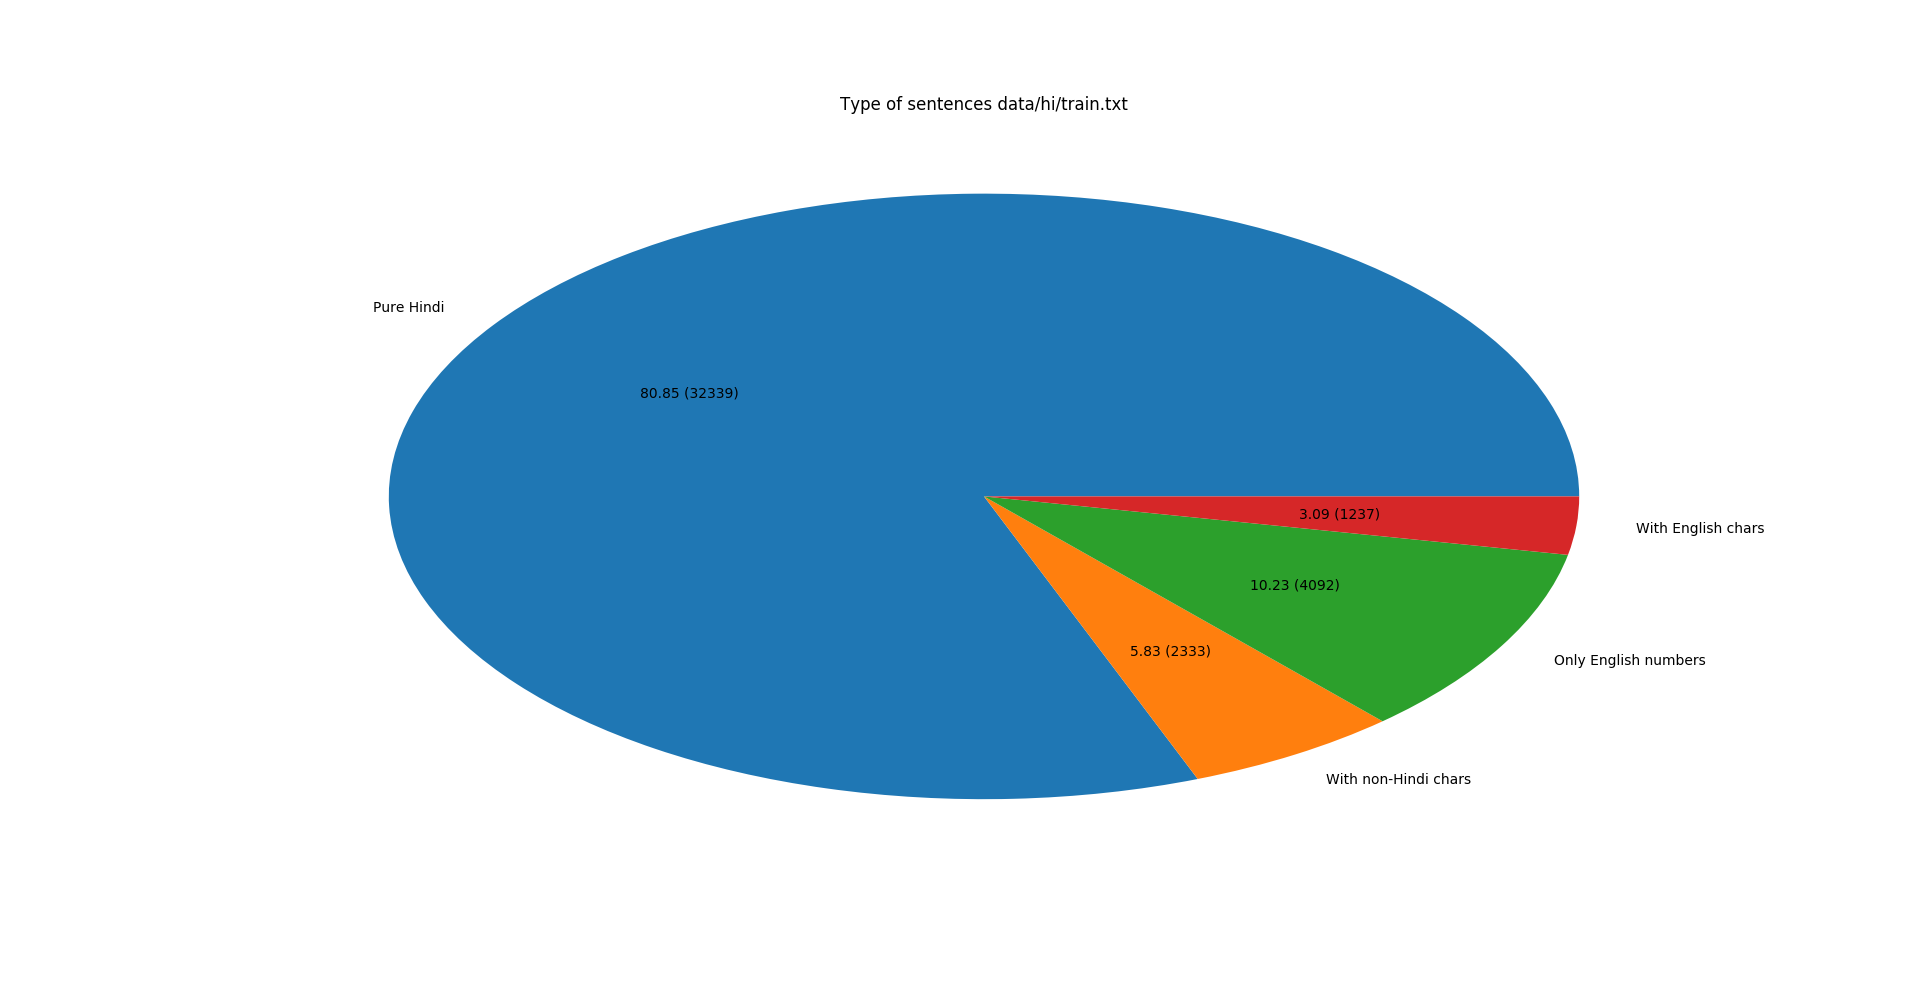 Type of sentences data/hi/train.txt
Pure Hindi
80.85 (32339)
3.09 (1237)
With English chars
10.23 (4092)
Only English numbers
5.83 (2333)
With non-Hindi chars